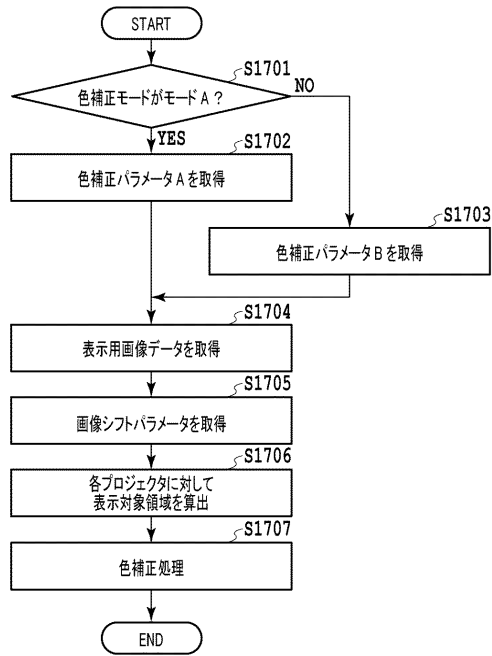 START
S1701
色補正モードがモードA?
NO
YES
S1702
色補正パラメータAを取得
S1703
色補正パラメータBを取得
S1704
表示用画像データを取得
S1705
画像シフトパラメータを取得
S1706
各プロジェクタに対して
表示対象領域を算出
S1707
色補正処理
END